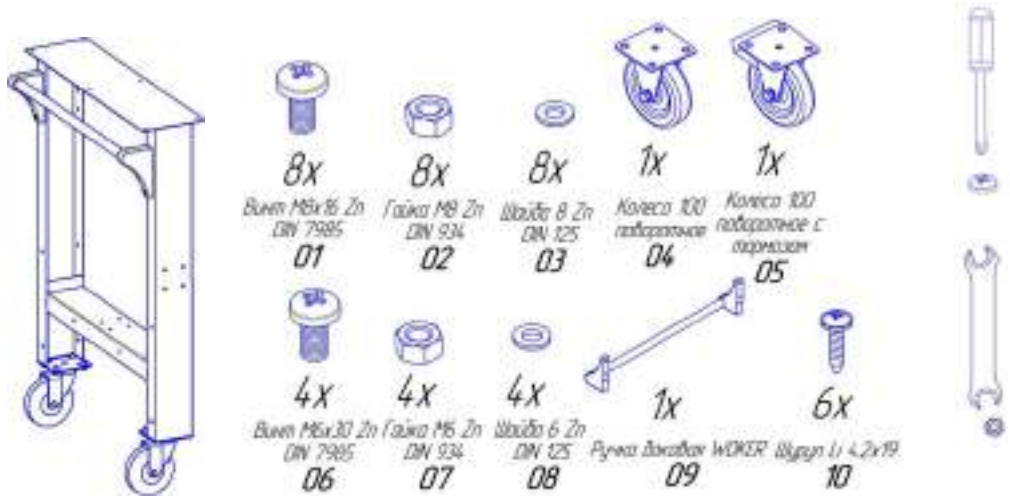 8x
Винт М8х16 Zn
DIN 7985
01
8x
Гайка М8 Zn
DIN 934
02
8x
Шайба 8 Zn
DIN 125
03
1x
Колесо 100
поворотное
04
1x
Колесо 100
поворотное с
тормозом
05
4x
Винт М6х30 Zn
DIN 7985
06
4x
Гайка М6 Zn
DIN 934
07
4x
Шайба 6 Zn
DIN 125
08
1x
Ручка боковая WOKER
09
6x
Шуруп Li 4.2x19
10